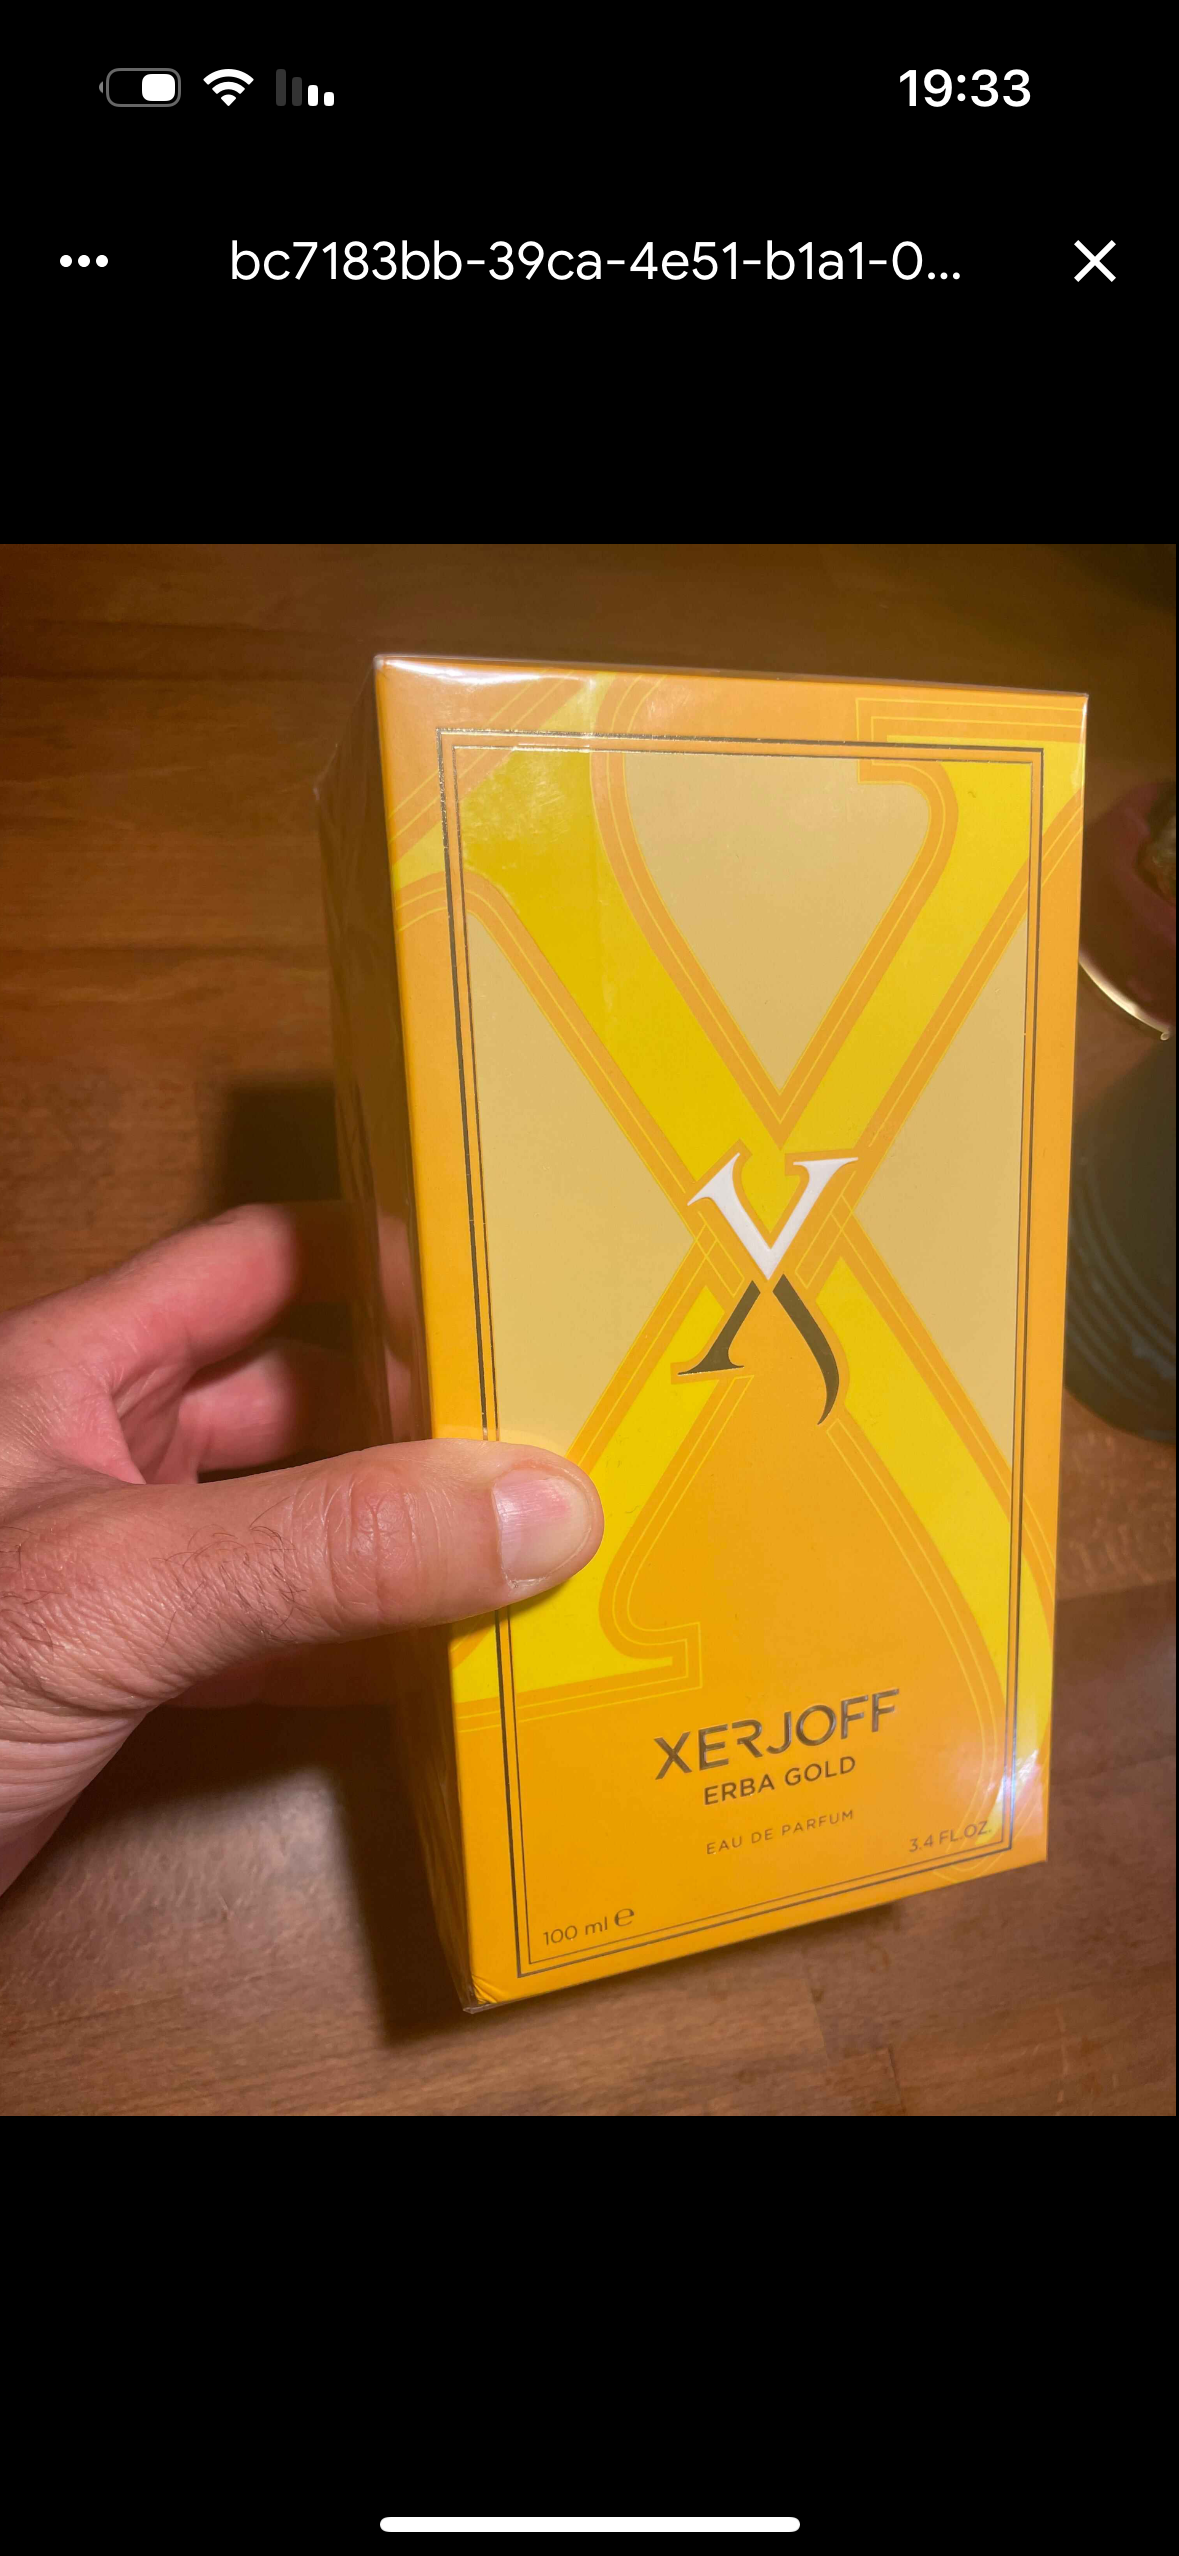 19:33
bc7183bb-39ca-4e51-b1a1-0...
XERJOFF
ERBA GOLD
EAU DE PARFUM
3.4 FL.OZ.
100 ml ℮